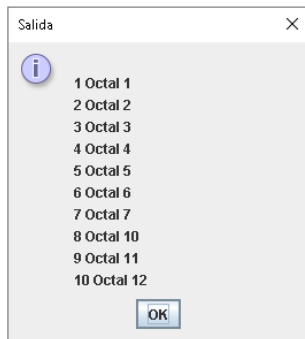 Salida
1 Octal 1
2 Octal 2
3 Octal 3
4 Octal 4
5 Octal 5
6 Octal 6
7 Octal 7
8 Octal 10
9 Octal 11
10 Octal 12
OK